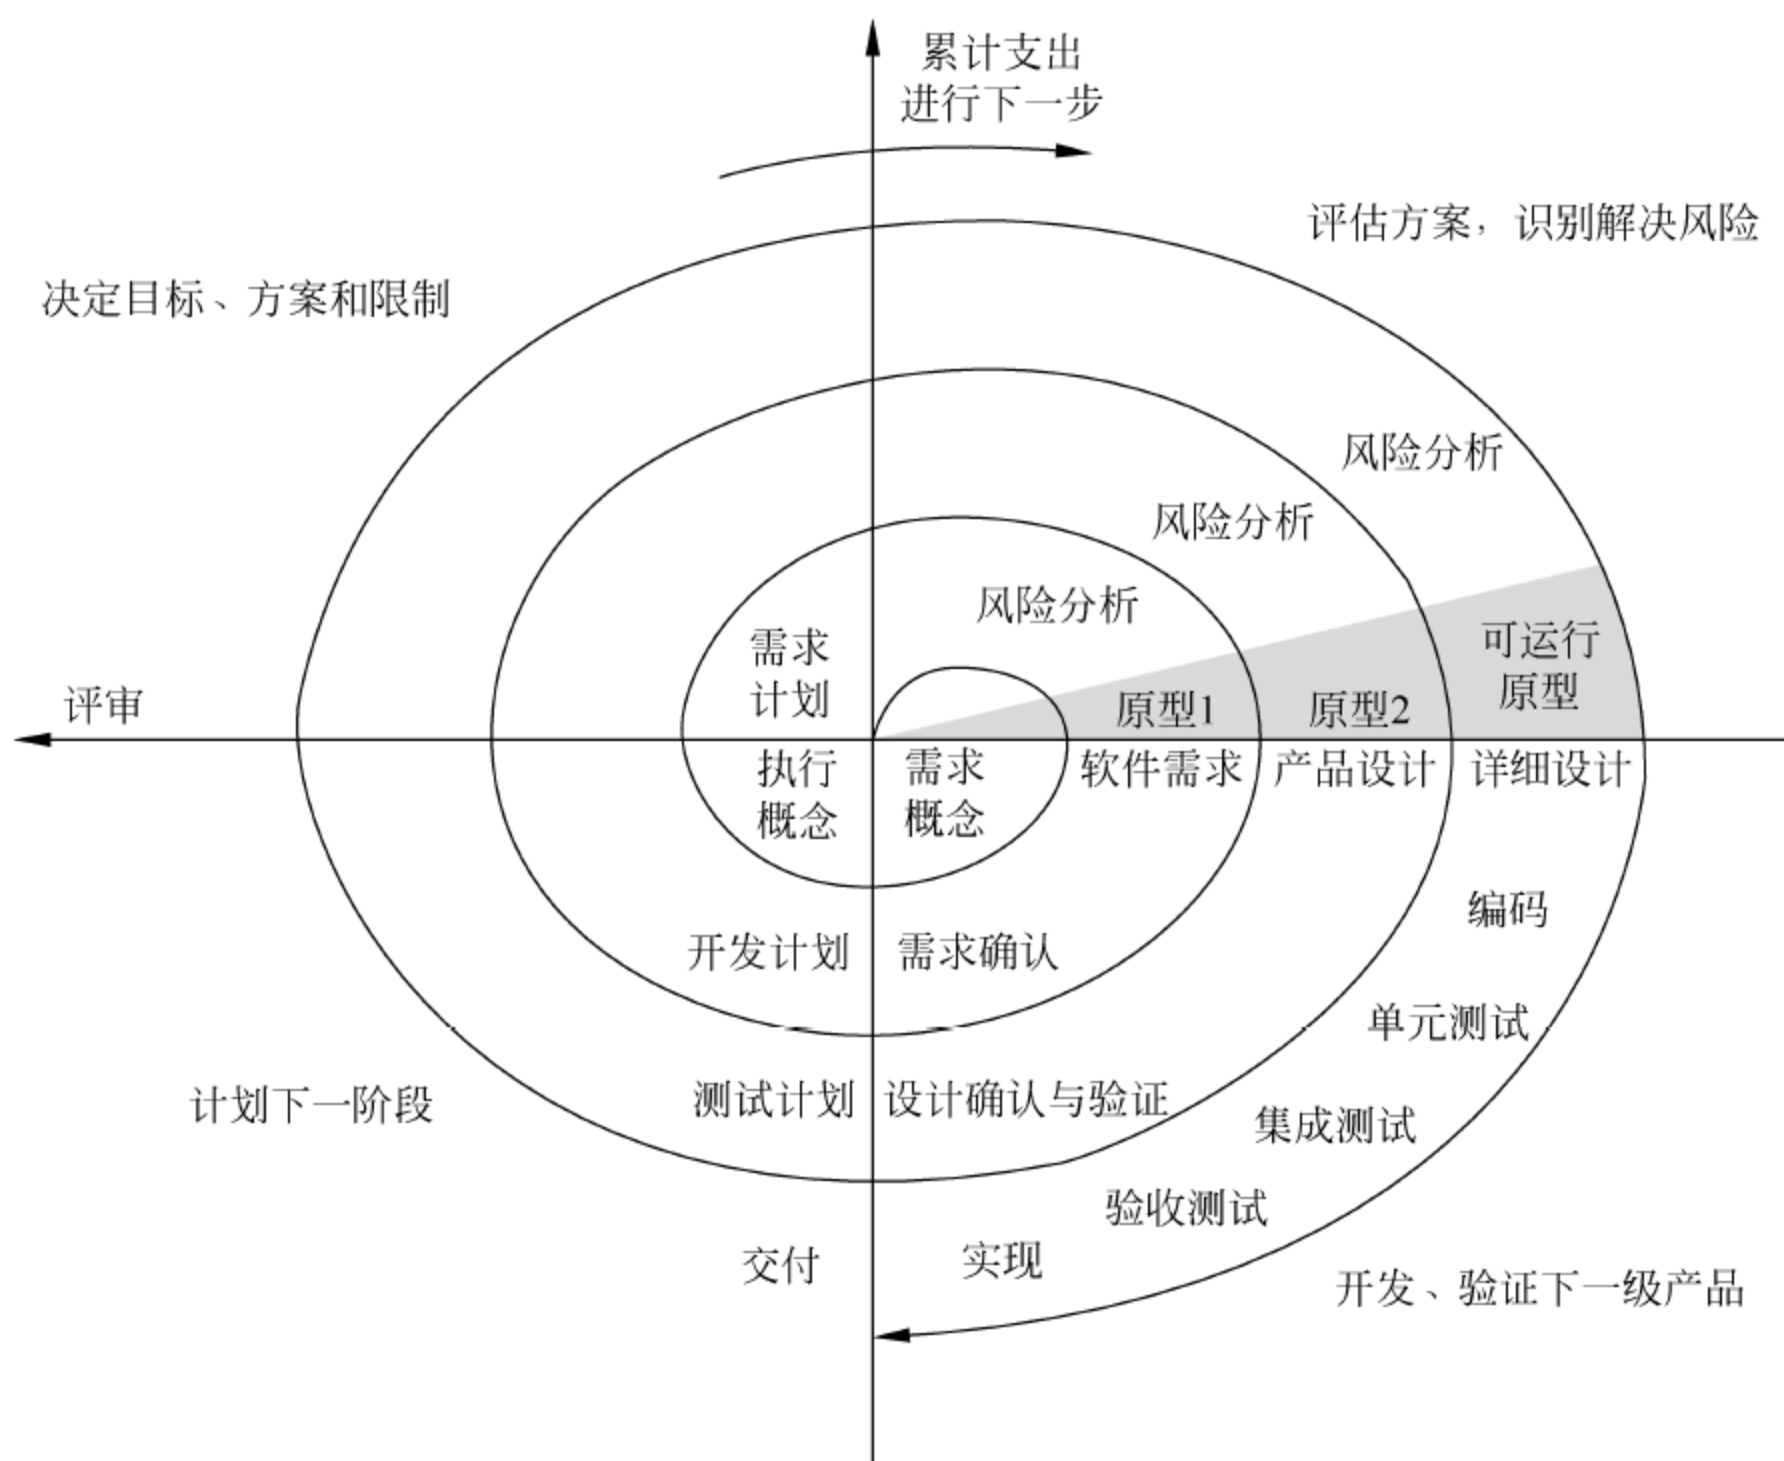 累计支出
进行下一步
评估方案，识别解决风险
决定目标、方案和限制
风险分析
风险分析
风险分析
需求
计划
可运行
原型
评审
原型1
原型2
执行
概念
需求
概念
软件需求
产品设计
详细设计
编码
开发计划
需求确认
单元测试
计划下一阶段
测试计划
设计确认与验证
集成测试
验收测试
交付
实现
开发、验证下一级产品